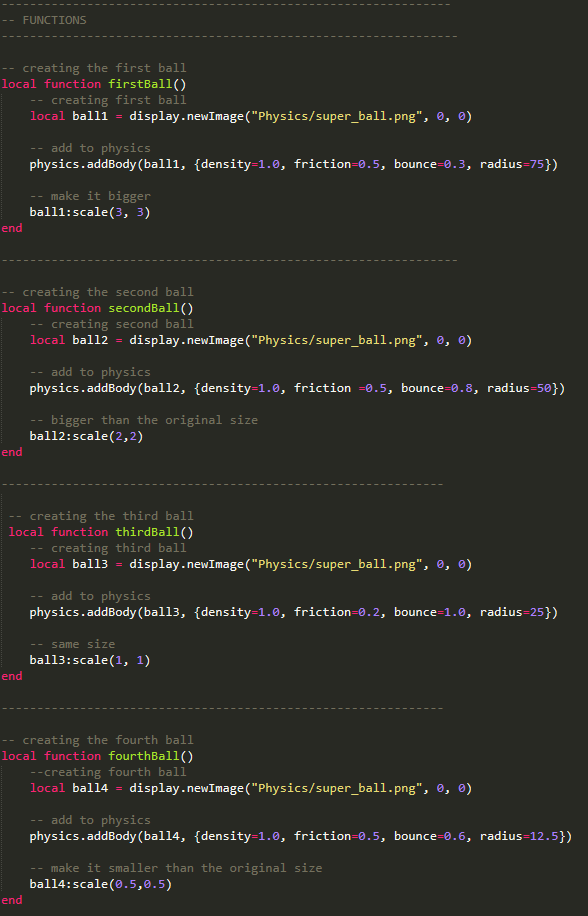 ---------------------------------------------------------------
-- FUNCTIONS
----------------------------------------------------------------

-- creating the first ball
local function firstBall()
    -- creating first ball
    local ball1 = display.newImage("Physics/super_ball.png", 0, 0)

    -- add to physics
    physics.addBody(ball1, {density=1.0, friction=0.5, bounce=0.3, radius=75})

    -- make it bigger
    ball1:scale(3, 3)
end

----------------------------------------------------------------

-- creating the second ball
local function secondBall()
    -- creating second ball
    local ball2 = display.newImage("Physics/super_ball.png", 0, 0)

    -- add to physics
    physics.addBody(ball2, {density=1.0, friction =0.5, bounce=0.8, radius=50})

    -- bigger than the original size
    ball2:scale(2,2)
end

--------------------------------------------------------------

 -- creating the third ball
 local function thirdBall()
    -- creating third ball
    local ball3 = display.newImage("Physics/super_ball.png", 0, 0)

    -- add to physics
    physics.addBody(ball3, {density=1.0, friction=0.2, bounce=1.0, radius=25})

    -- same size
    ball3:scale(1, 1)
end

--------------------------------------------------------------

-- creating the fourth ball
local function fourthBall()
    --creating fourth ball
    local ball4 = display.newImage("Physics/super_ball.png", 0, 0)

    -- add to physics
    physics.addBody(ball4, {density=1.0, friction=0.5, bounce=0.6, radius=12.5})

    -- make it smaller than the original size
    ball4:scale(0.5,0.5)
end